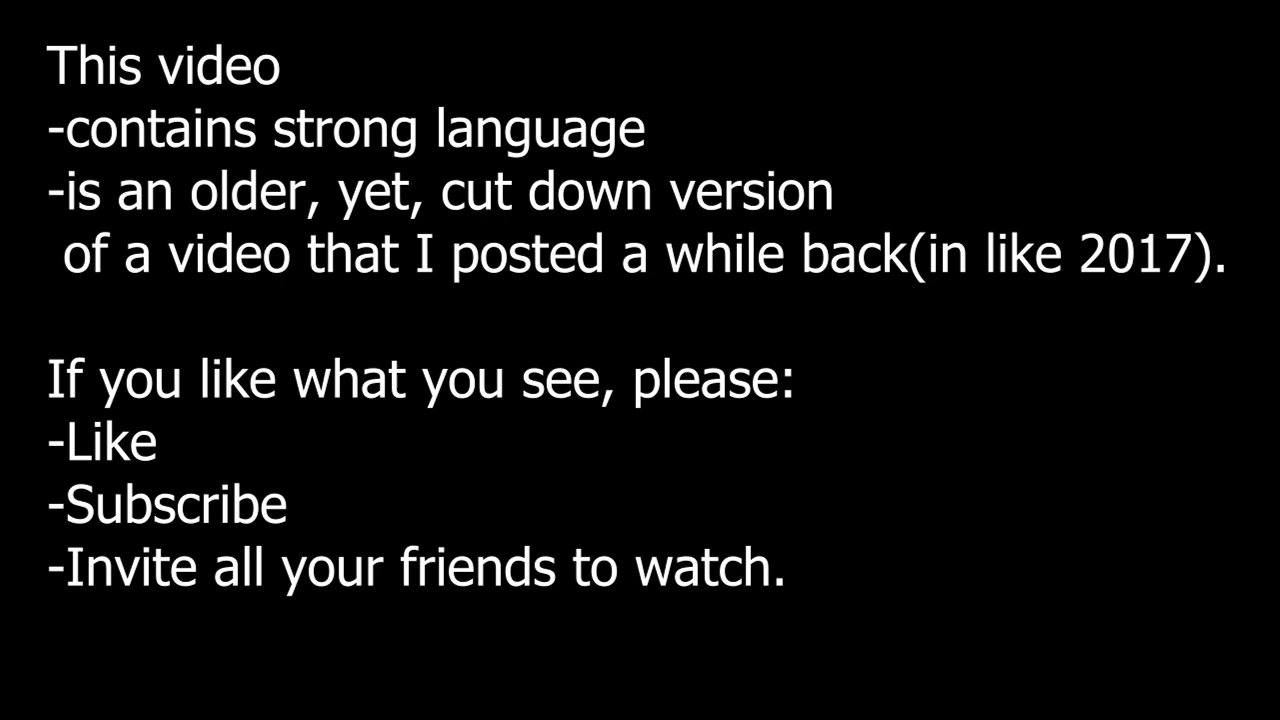 This video
-contains strong language
-is an older, yet, cut down version
of a video that I posted a while back(in like 2017).
If you like what you see, please:
-Like
-Subscribe
-Invite all your friends to watch.